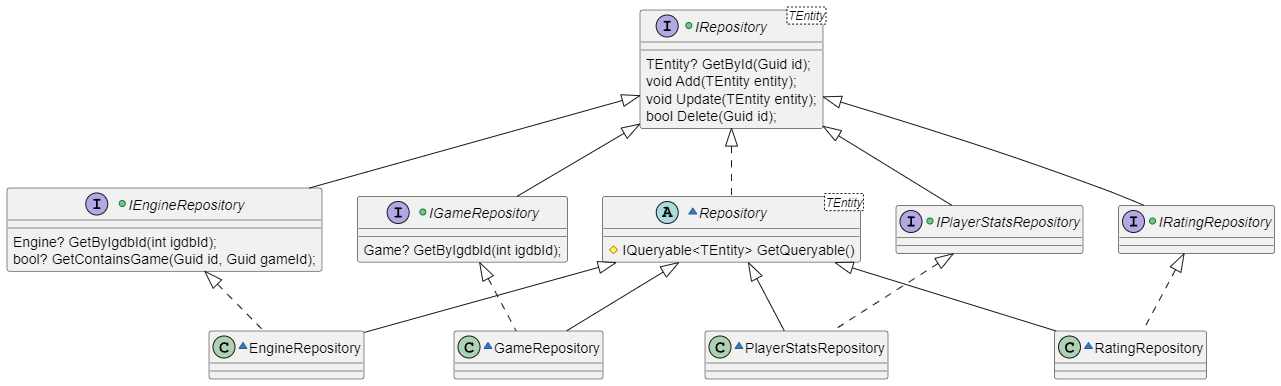 TEntity
I IRepository
TEntity? GetById(Guid id);
void Add(TEntity entity);
void Update(TEntity entity);
bool Delete(Guid id);
I IEngineRepository
Engine? GetByIgdbId(int igdbId);
bool? GetContainsGame(Guid id, Guid gameId);
I IGameRepository
Game? GetByIgdbId(int igdbId);
TEntity
A Repository
IQueryable<TEntity> GetQueryable()
I IPlayerStatsRepository
I IRatingRepository
C EngineRepository
C GameRepository
C PlayerStatsRepository
C RatingRepository